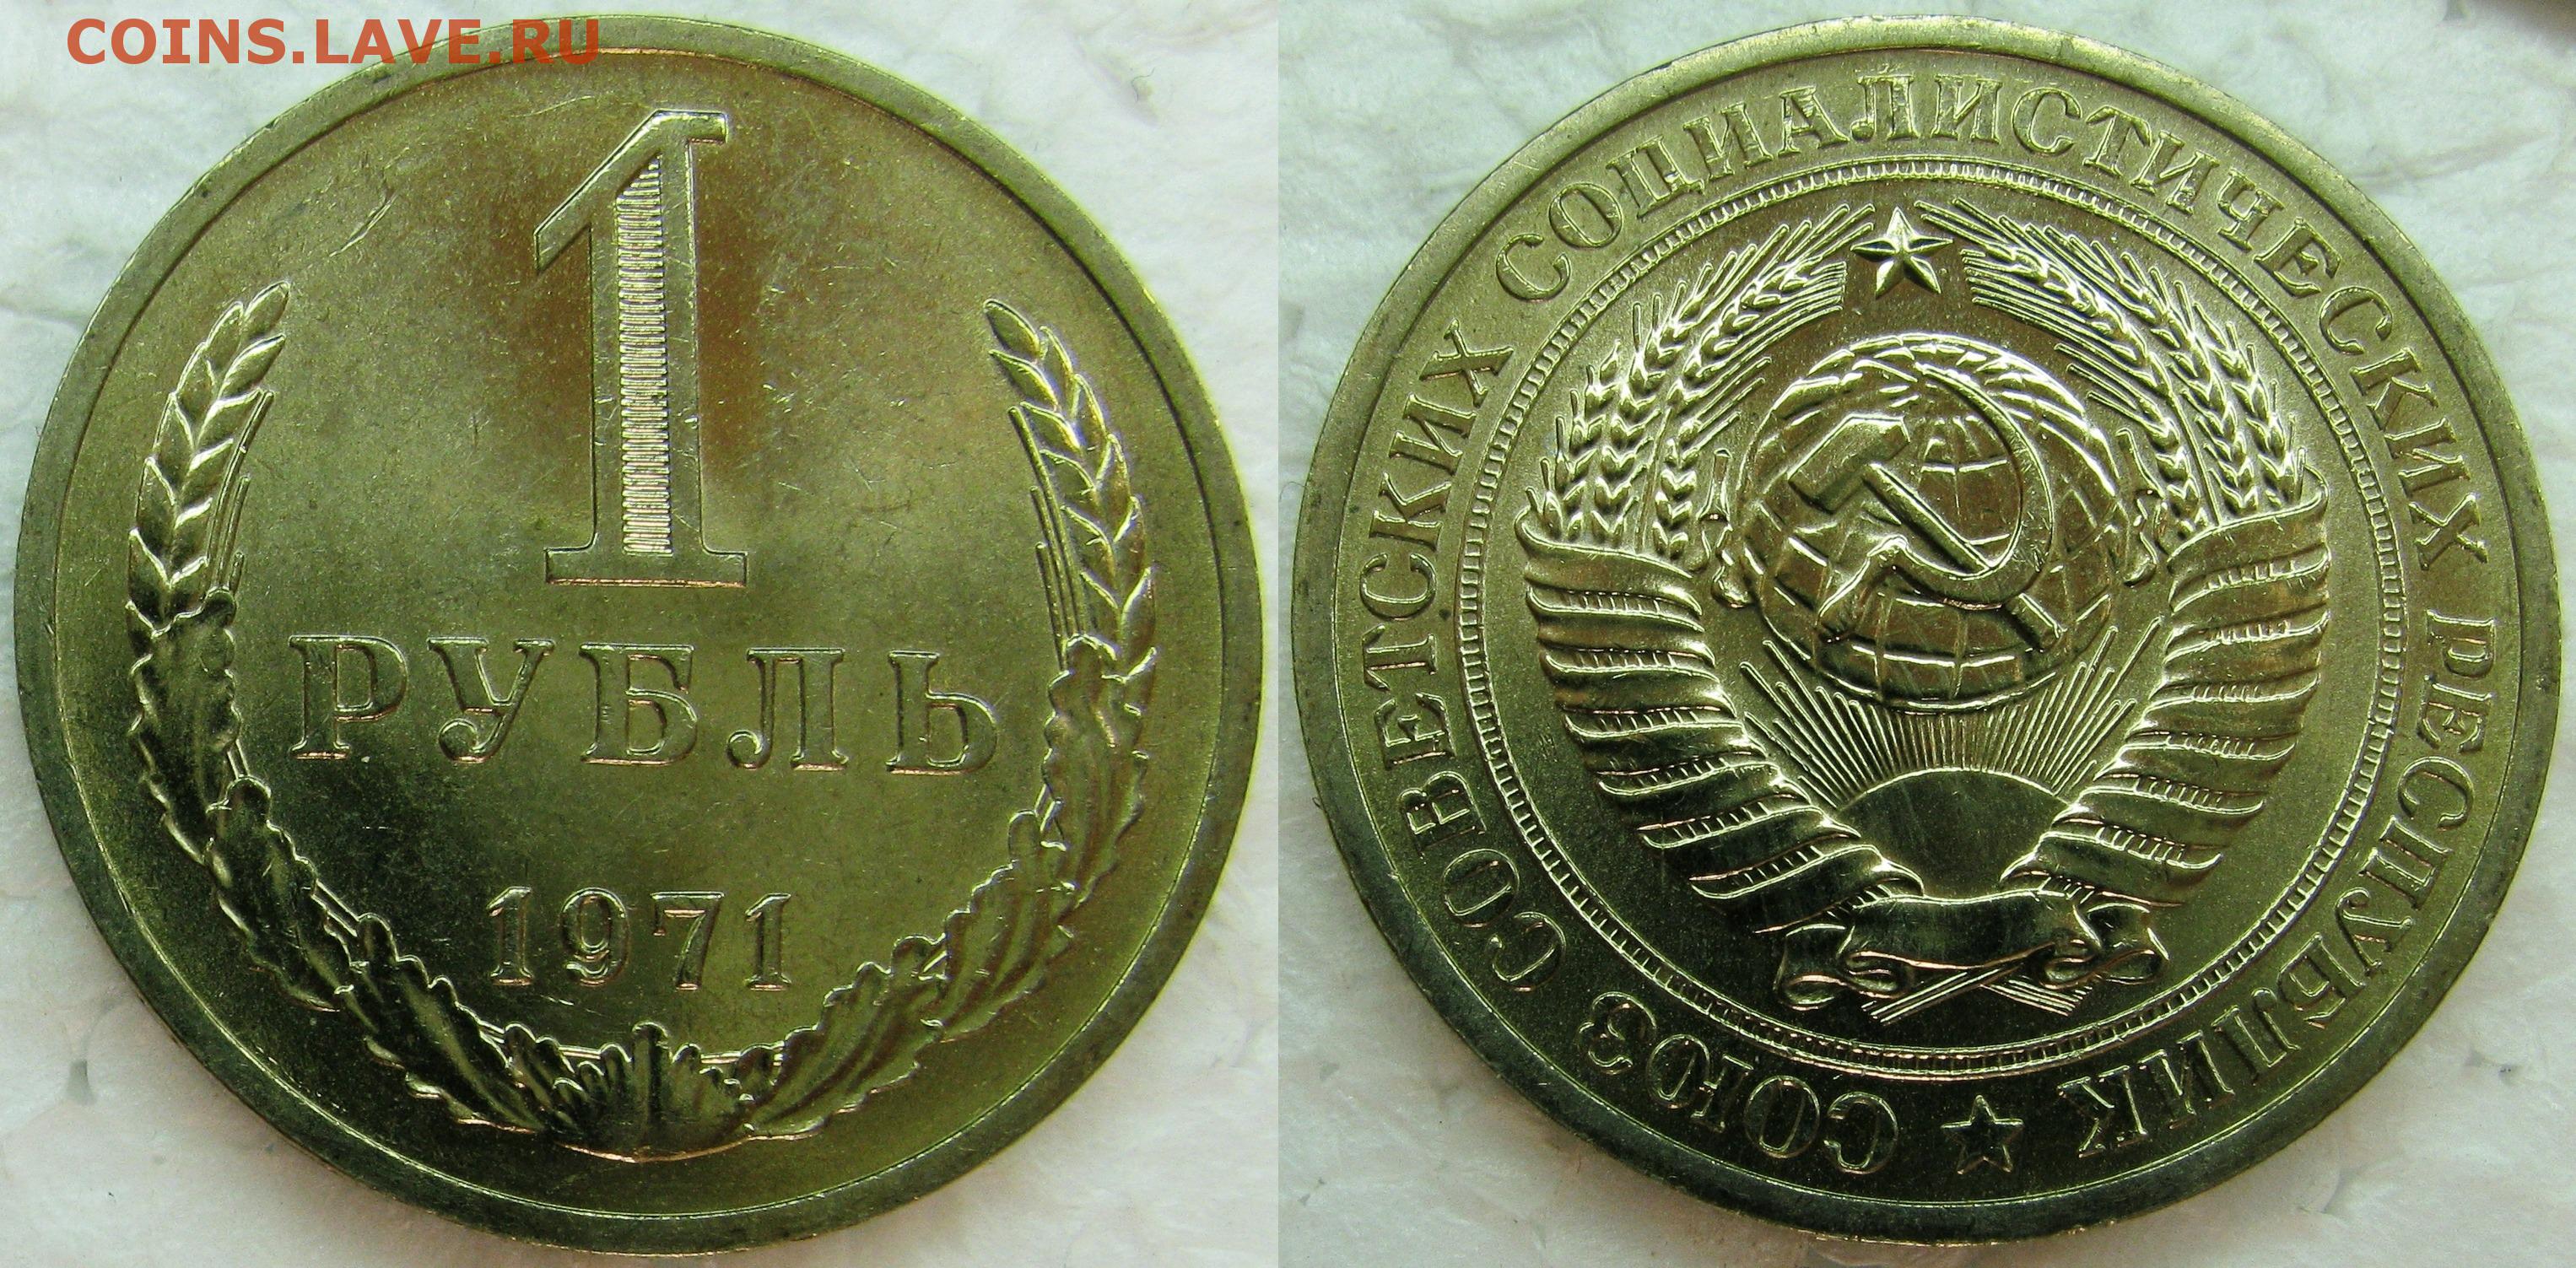 COINS.LAVE.RU
1
РУБЛЬ
1971
СОЮЗ СОВЕТСКИХ СОЦИАЛИСТИЧЕСКИХ РЕСПУБЛИК